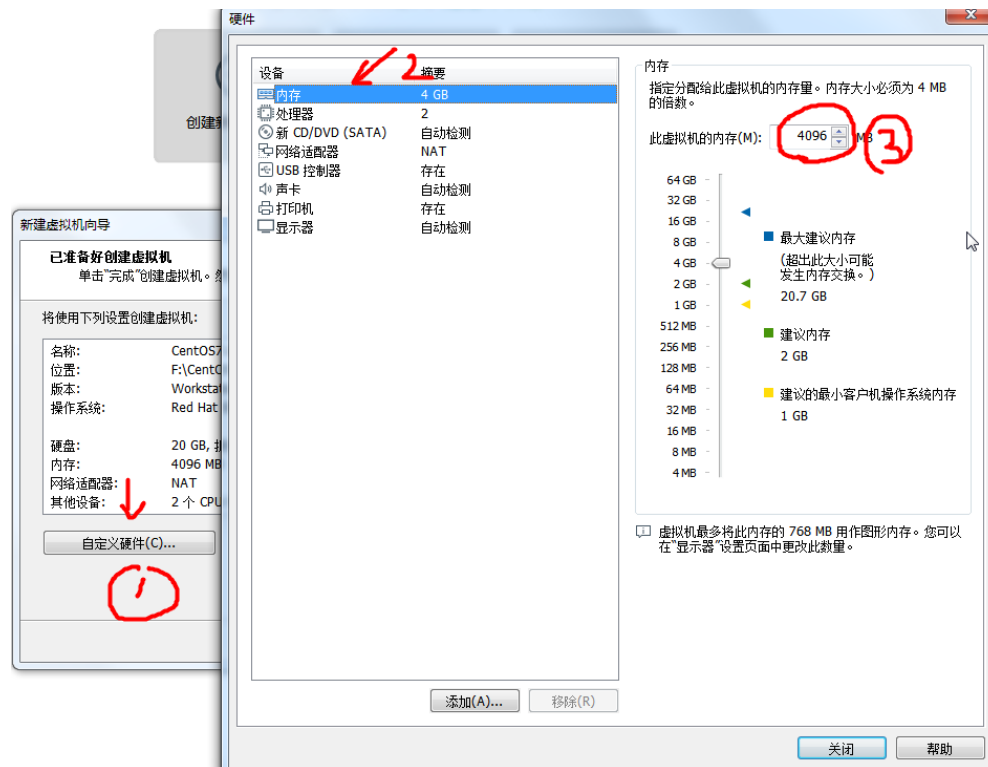 硬件
创建新
新建虚拟机向导
已准备好创建虚拟机
单击"完成"创建虚拟机。
将使用下列设置创建虚拟机:
名称: CentOS7
位置: F:\CentO
版本: Workstat
操作系统: Red Hat
硬盘: 20 GB,
内存: 4096 MB
网络适配器: NAT
其他设备: 2 个 CPU
自定义硬件(C)...
1
2
设备 摘要
内存 4 GB
处理器 2
新 CD/DVD (SATA) 自动检测
网络适配器 NAT
USB 控制器 存在
声卡 自动检测
打印机 存在
显示器 自动检测
添加(A)...
移除(R)
内存
指定分配给此虚拟机的内存量。内存大小必须为 4 MB
的倍数。
此虚拟机的内存(M): 4096 MB
3
64 GB
32 GB
16 GB
8 GB
4 GB
2 GB
1 GB
512 MB
256 MB
128 MB
64 MB
32 MB
16 MB
8 MB
4 MB
最大建议内存
(超出此大小可能
发生内存交换。)
20.7 GB
建议内存
2 GB
建议的最小客户机操作系统内存
1 GB
虚拟机最多将此内存的 768 MB 用作图形内存。您可以
在"显示器"设置页面中更改此数量。
关闭
帮助